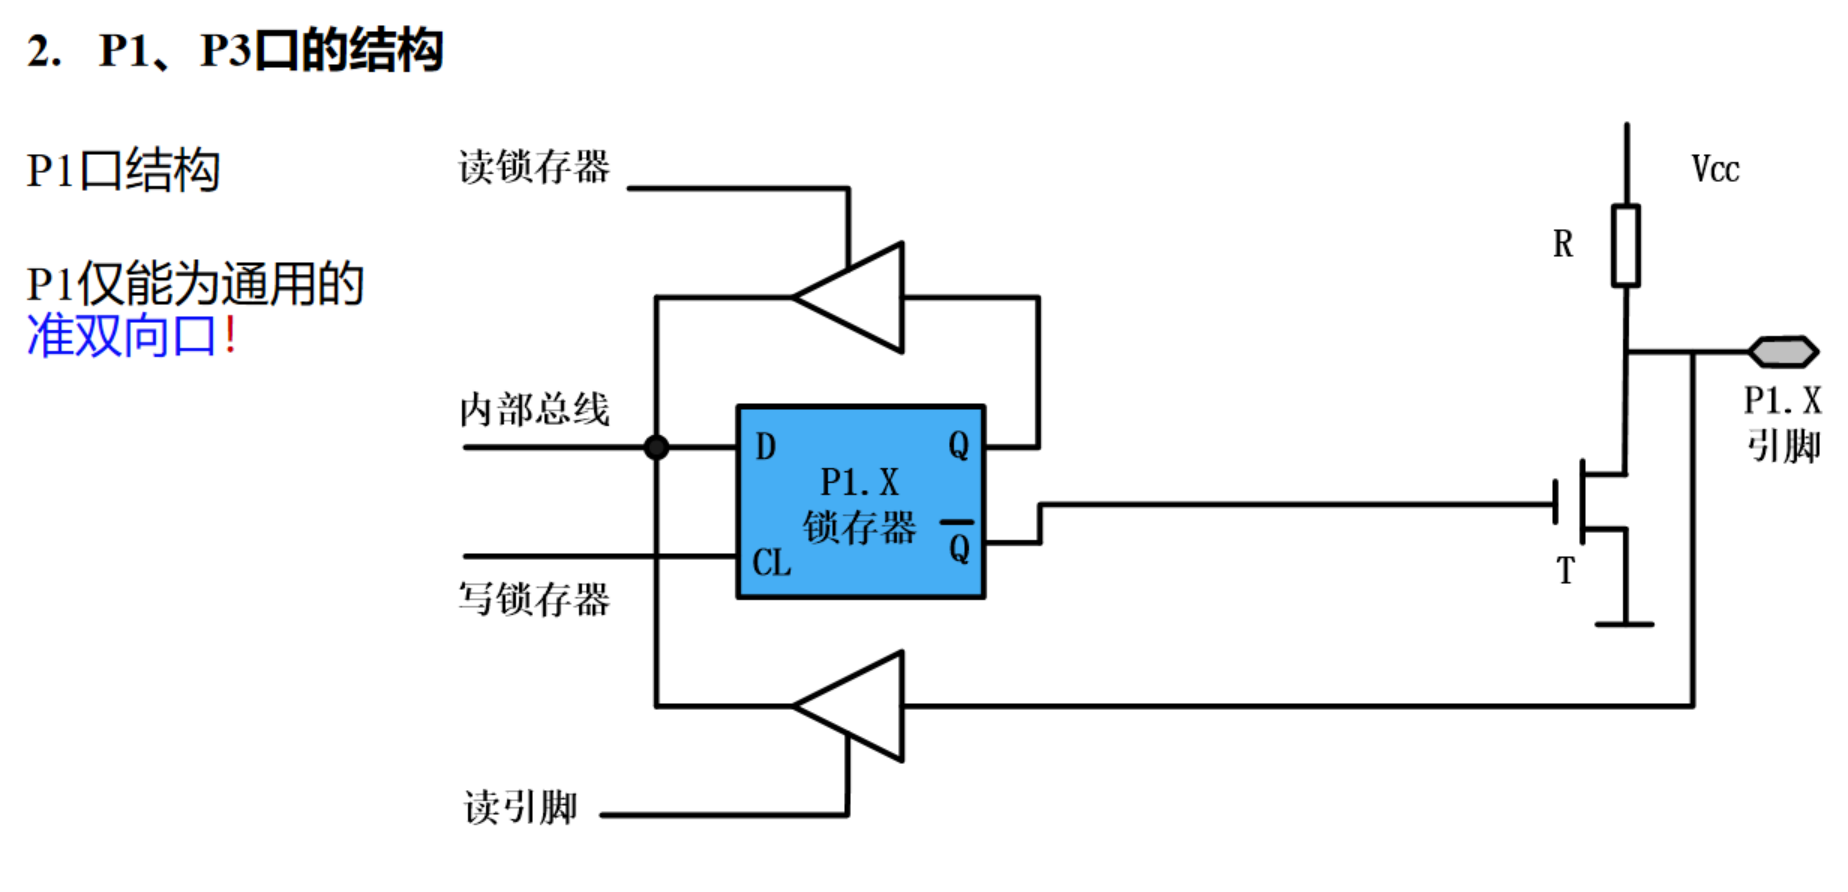 2. P1、P3口的结构
P1口结构
P1仅能为通用的
准双向口！
读锁存器
Vcc
R
内部总线
D
Q
P1.X
锁存器
Q
CL
写锁存器
T
P1.X
引脚
读引脚